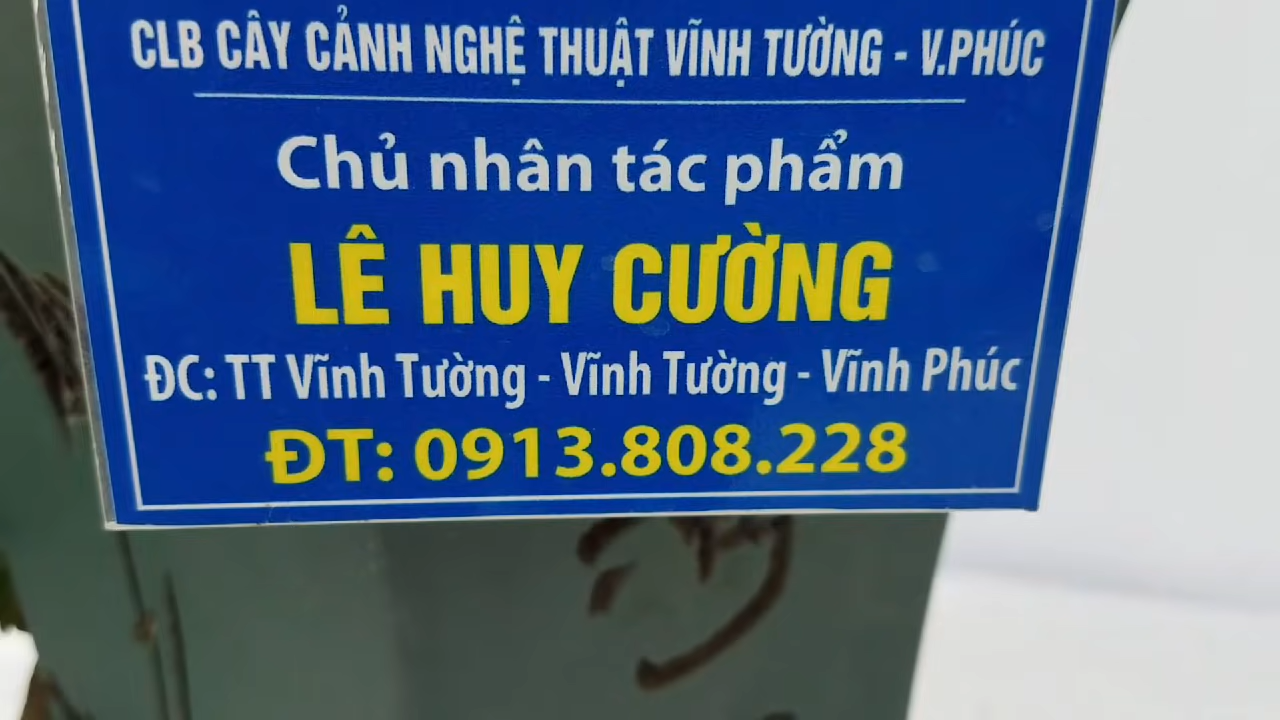 CLB CÂY CẢNH NGHỆ THUẬT VĨNH TƯỜNG - V.PHÚC
Chủ nhân tác phẩm
LÊ HUY CƯỜNG
ĐC: TT Vĩnh Tường - Vĩnh Tường - Vĩnh Phúc
ĐT: 0913.808.228